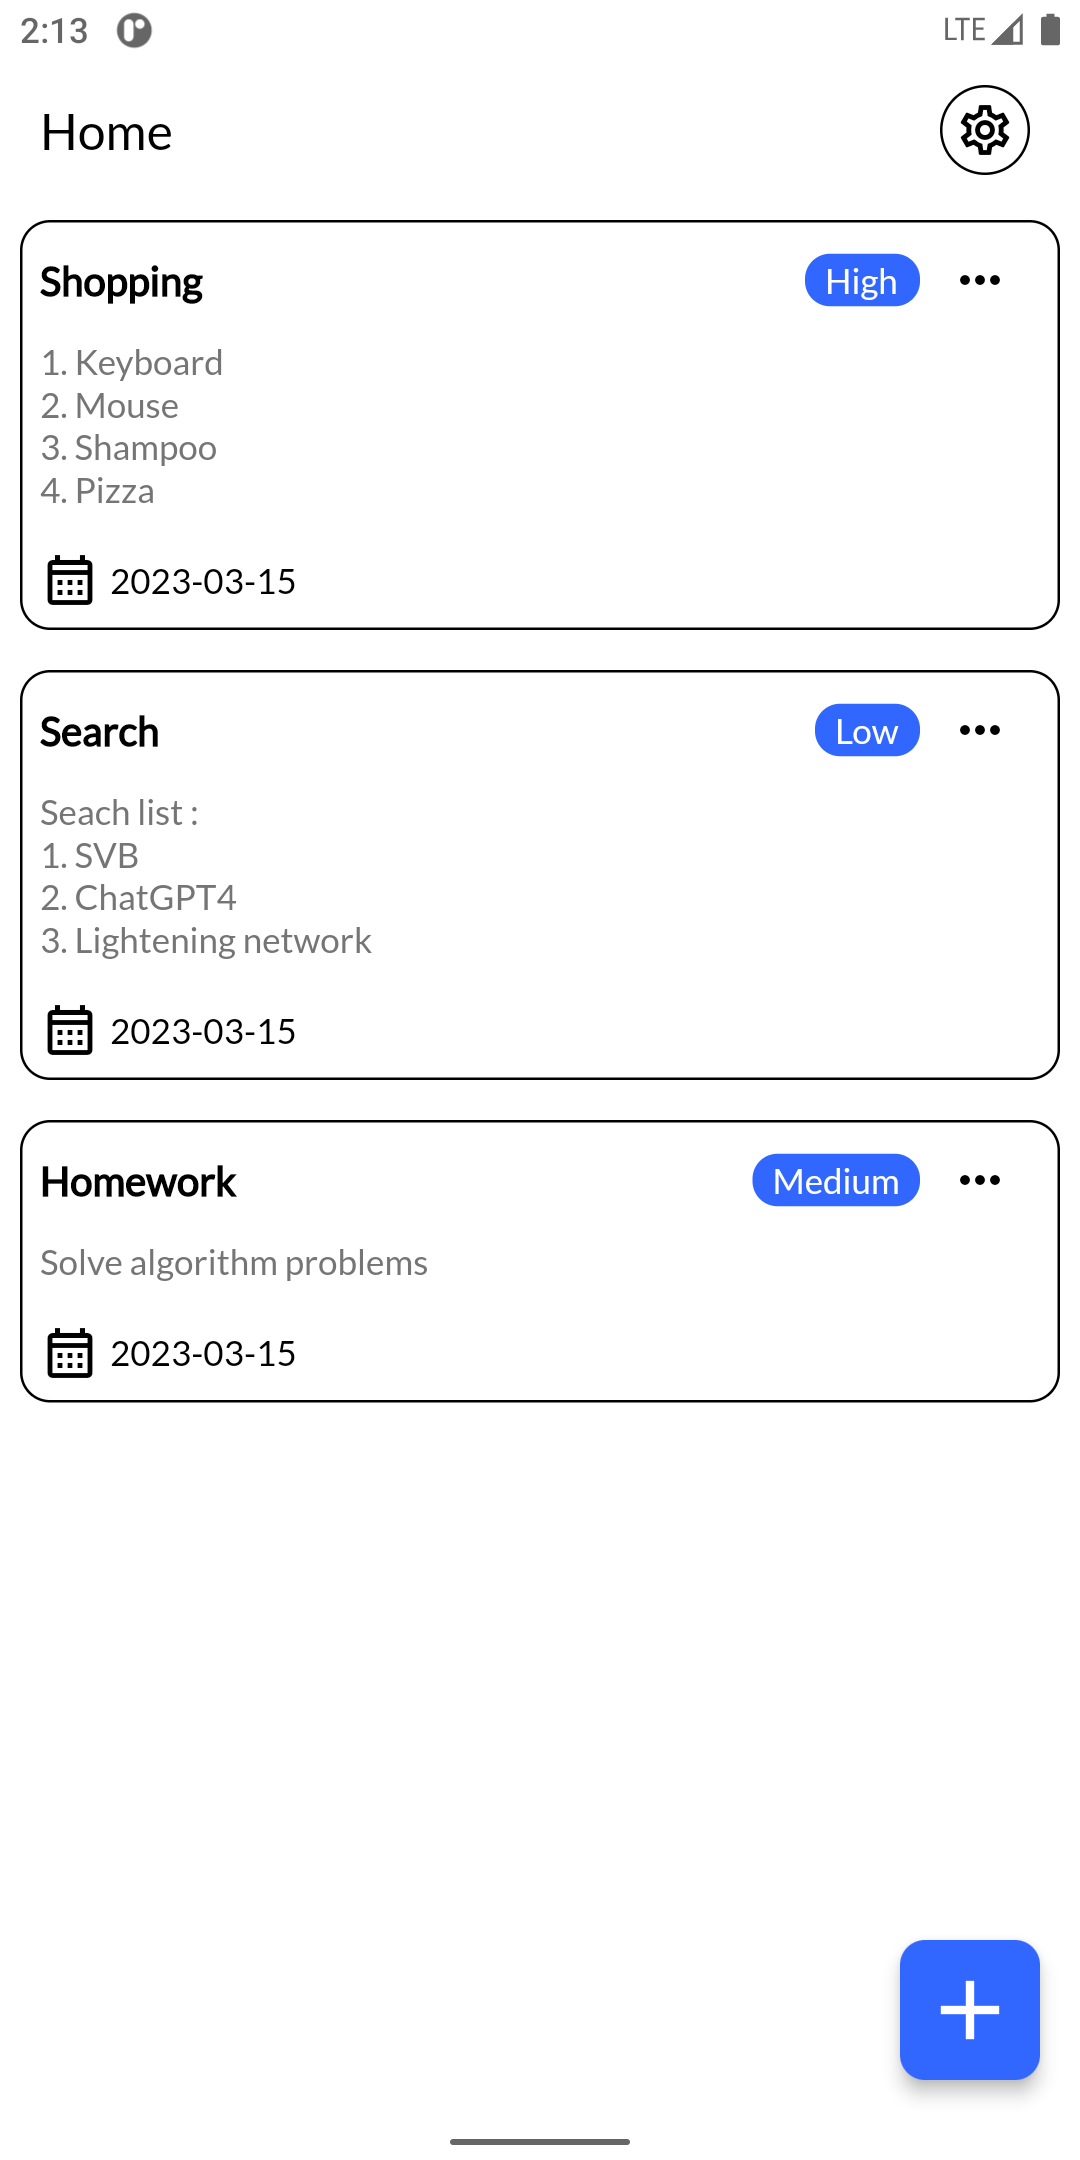 2:13
LTE
Home
Shopping
High
1. Keyboard
2. Mouse
3. Shampoo
4. Pizza
2023-03-15
Search
Low
Seach list :
1. SVB
2. ChatGPT4
3. Lightening network
2023-03-15
Homework
Medium
Solve algorithm problems
2023-03-15